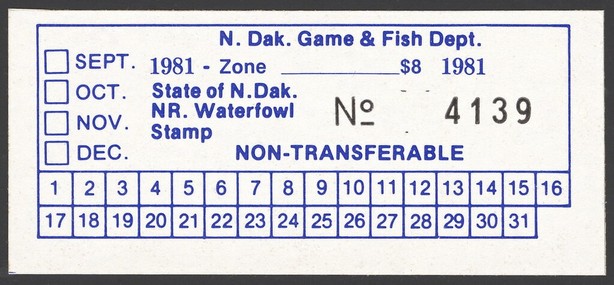 N. Dak. Game & Fish Dept.
SEPT. 1981 - Zone ____________ $8 1981
OCT. State of N.Dak.
NR. Waterfowl
Nº 4139
NOV.
Stamp
DEC. NON-TRANSFERABLE
1 2 3 4 5 6 7 8 9 10 11 12 13 14 15 16
17 18 19 20 21 22 23 24 25 26 27 28 29 30 31